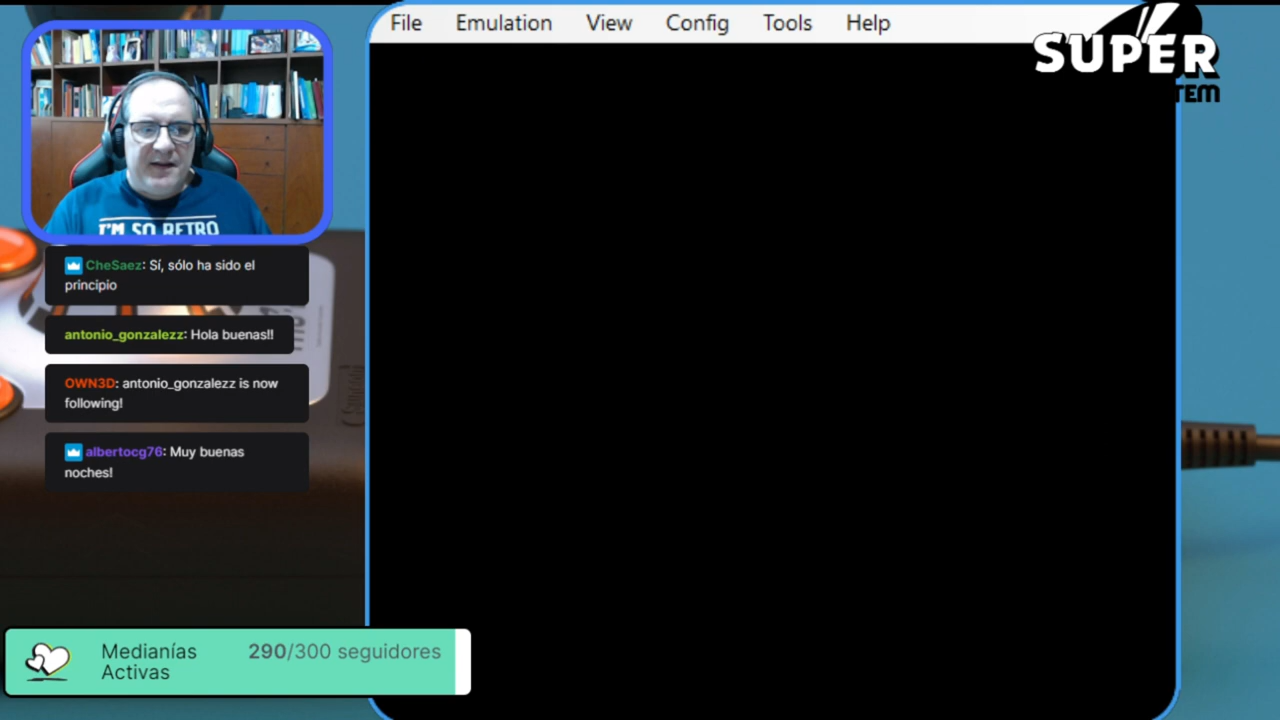 File Emulation View Config Tools Help
SUPER
TEM
I'M SO RETRO
CheSaez: Sí, sólo ha sido el
principio
antonio_gonzalezz: Hola buenas!!
OWN3D: antonio_gonzalezz is now
following!
albertocg76: Muy buenas
noches!
Medianías 290/300 seguidores
Activas